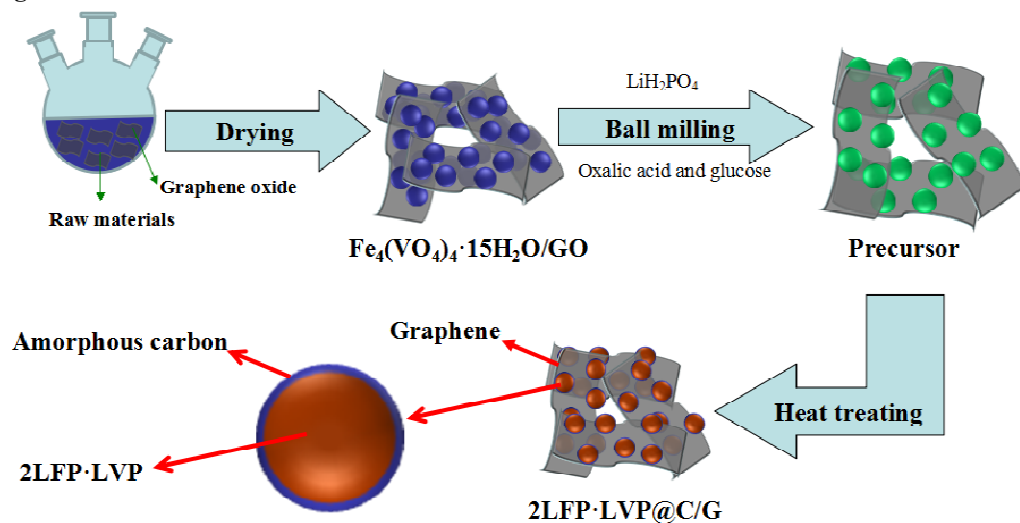 Drying
Graphene oxide
Raw materials
Fe₄(VO₄)₄·15H₂O/GO
LiH₂PO₄
Ball milling
Oxalic acid and glucose
Precursor
Heat treating
Graphene
Amorphous carbon
2LFP·LVP
2LFP·LVP@C/G